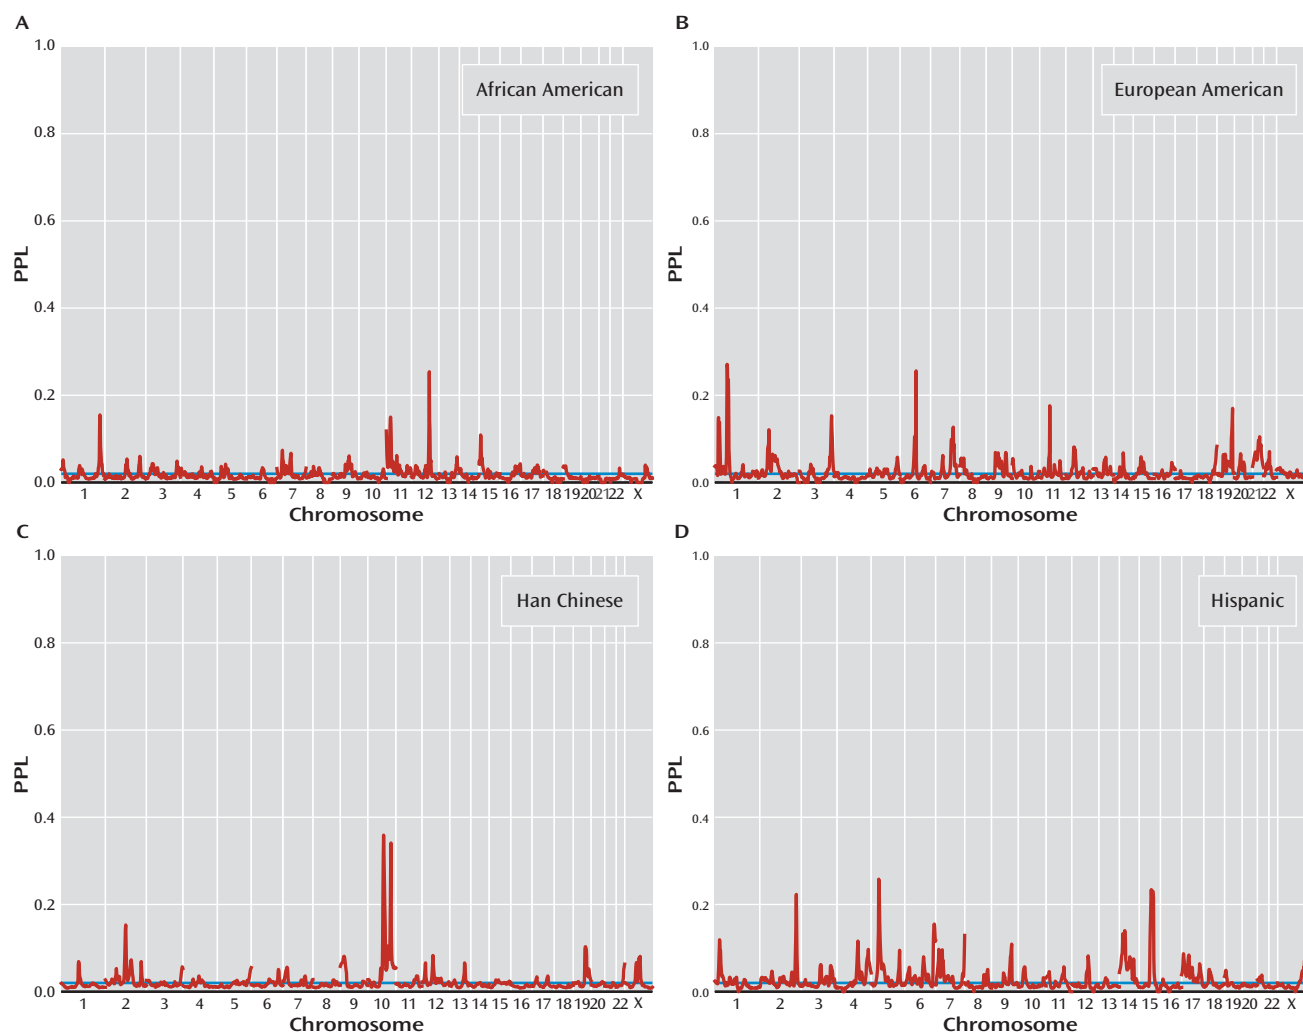 A
1.0
0.8
0.6
0.4
0.2
0.0
PPL
African American
1 2 3 4 5 6 7 8 9 10 11 12 13 14 15 16 17 18 19 20 21 22 X
Chromosome
B
1.0
0.8
0.6
0.4
0.2
0.0
PPL
European American
1 2 3 4 5 6 7 8 9 10 11 12 13 14 15 16 17 18 19 20 21 22 X
Chromosome
C
1.0
0.8
0.6
0.4
0.2
0.0
PPL
Han Chinese
1 2 3 4 5 6 7 8 9 10 11 12 13 14 15 16 17 18 19 20 22 X
Chromosome
D
1.0
0.8
0.6
0.4
0.2
0.0
PPL
Hispanic
1 2 3 4 5 6 7 8 9 10 11 12 13 14 15 16 17 18 19 20 22 X
Chromosome